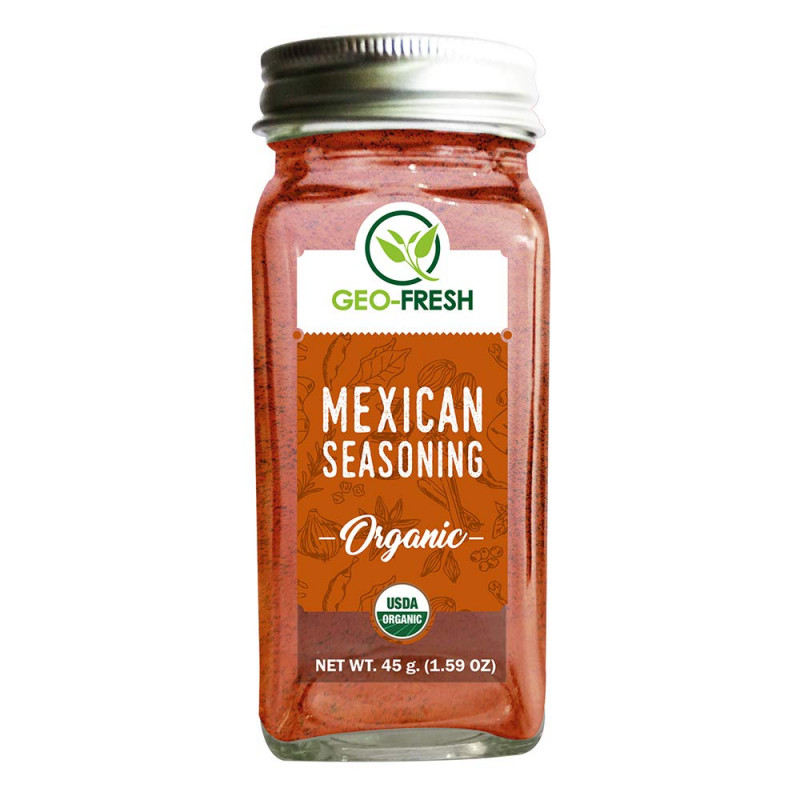 GEO-FRESH
MEXICAN
SEASONING
-Organic-
USDA
ORGANIC
NET WT. 45 g. (1.59 OZ)